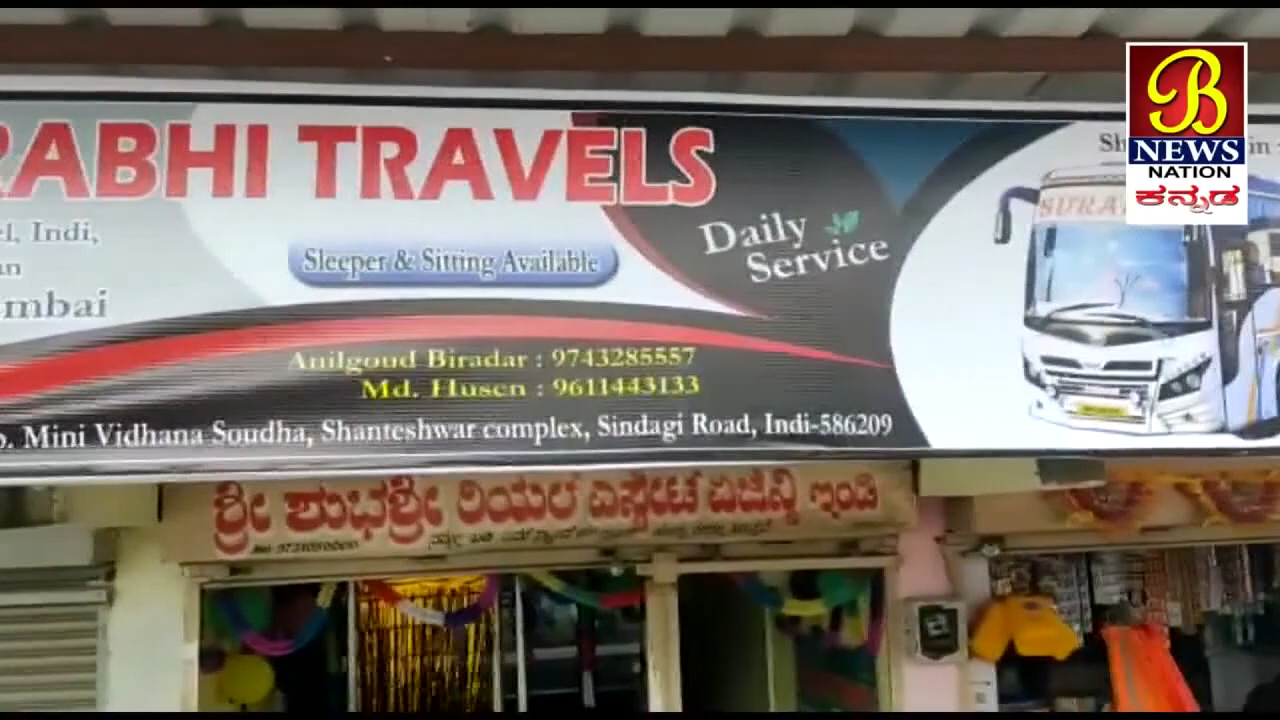 RABHI TRAVELS
Indi,
mbai
Sleeper & Sitting Available
Daily
Service
Anilgoud Biradar : 9743285557
Md. Husen : 9611443133
Mini Vidhana Soudha, Shanteshwar complex, Sindagi Road, Indi-586209
ಶ್ರೀ ಶುಭಶ್ರೀ ರಿಯಲ ಎಸ್ಟೇಟ ಏಜೆನ್ಸಿ ಇಂಡಿ
B
NEWS
NATION
ಕನ್ನಡ